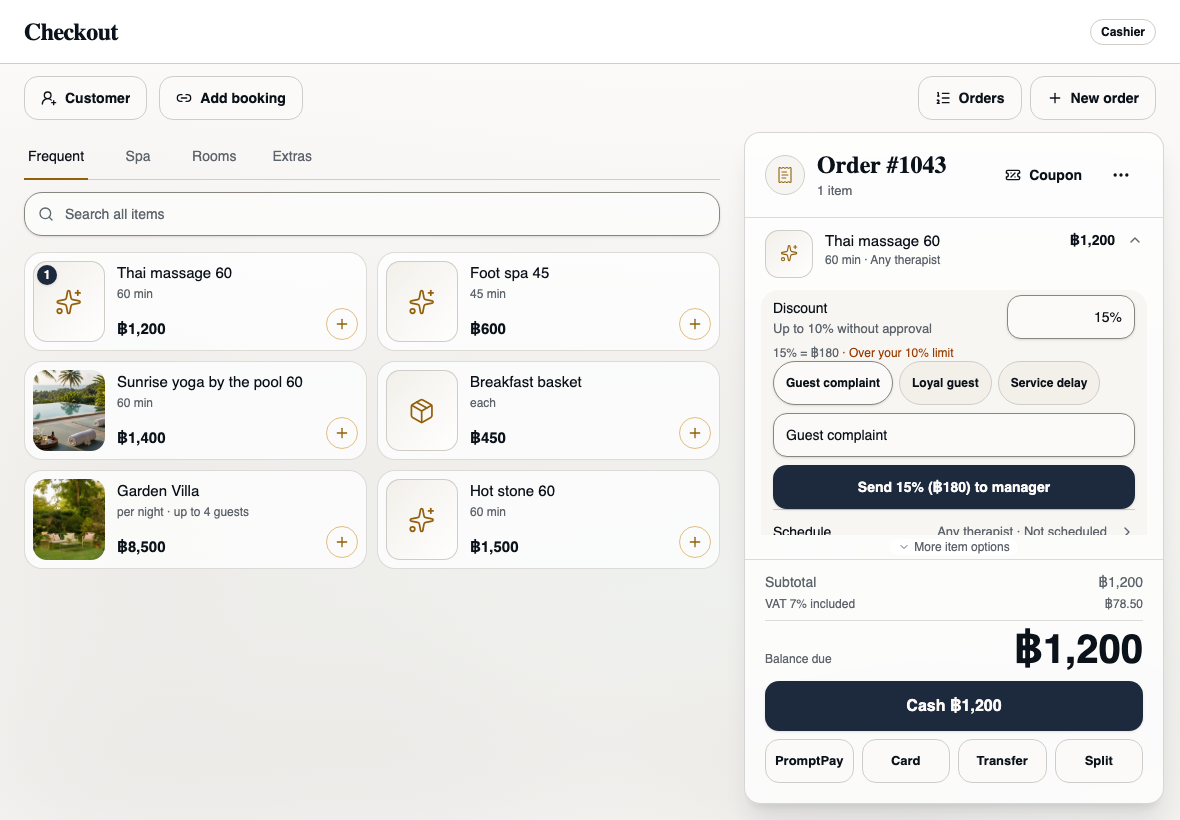 Checkout
Cashier
Customer
Add booking
Orders
New order
Frequent
Spa
Rooms
Extras
Search all items
1
Thai massage 60
60 min
฿1,200
Foot spa 45
45 min
฿600
Sunrise yoga by the pool 60
60 min
฿1,400
Breakfast basket
each
฿450
Garden Villa
per night · up to 4 guests
฿8,500
Hot stone 60
60 min
฿1,500
Order #1043
1 item
Coupon
Thai massage 60
฿1,200
60 min · Any therapist
Discount
Up to 10% without approval
15%
15% = ฿180 · Over your 10% limit
Guest complaint
Loyal guest
Service delay
Guest complaint
Send 15% (฿180) to manager
Schedule
Any therapist · Not scheduled
More item options
Subtotal
฿1,200
VAT 7% included
฿78.50
Balance due
฿1,200
Cash ฿1,200
PromptPay
Card
Transfer
Split